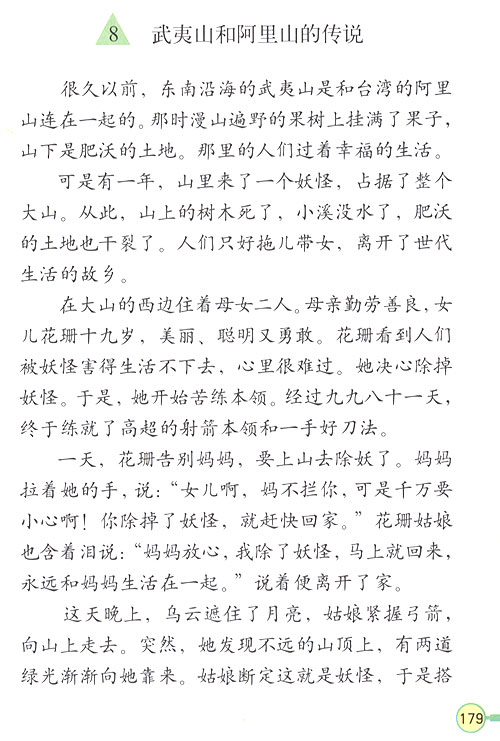 8 武夷山和阿里山的传说
很久以前，东南沿海的武夷山是和台湾的阿里
山连在一起的。那时漫山遍野的果树上挂满了果子，
山下是肥沃的土地。那里的人们过着幸福的生活。
可是有一年，山里来了一个妖怪，占据了整个
大山。从此，山上的树木死了，小溪没水了，肥沃
的土地也干裂了。人们只好拖儿带女，离开了世代
生活的故乡。
在大山的西边住着母女二人。母亲勤劳善良，女
儿花珊十九岁，美丽、聪明又勇敢。花珊看到人们
被妖怪害得生活不下去，心里很难过。她决心除掉
妖怪。于是，她开始苦练本领。经过九九八十一天，
终于练就了高超的射箭本领和一手好刀法。
一天，花珊告别妈妈，要上山去除妖了。妈妈
拉着她的手，说：“女儿啊，妈不拦你，可是千万要
小心啊！你除掉了妖怪，就赶快回家。”花珊姑娘
也含着泪说：“妈妈放心，我除了妖怪，马上就回来，
永远和妈妈生活在一起。”说着便离开了家。
这天晚上，乌云遮住了月亮，姑娘紧握弓箭，
向山上走去。突然，她发现不远的山顶上，有两道
绿光渐渐向她靠来。姑娘断定这就是妖怪，于是搭
179